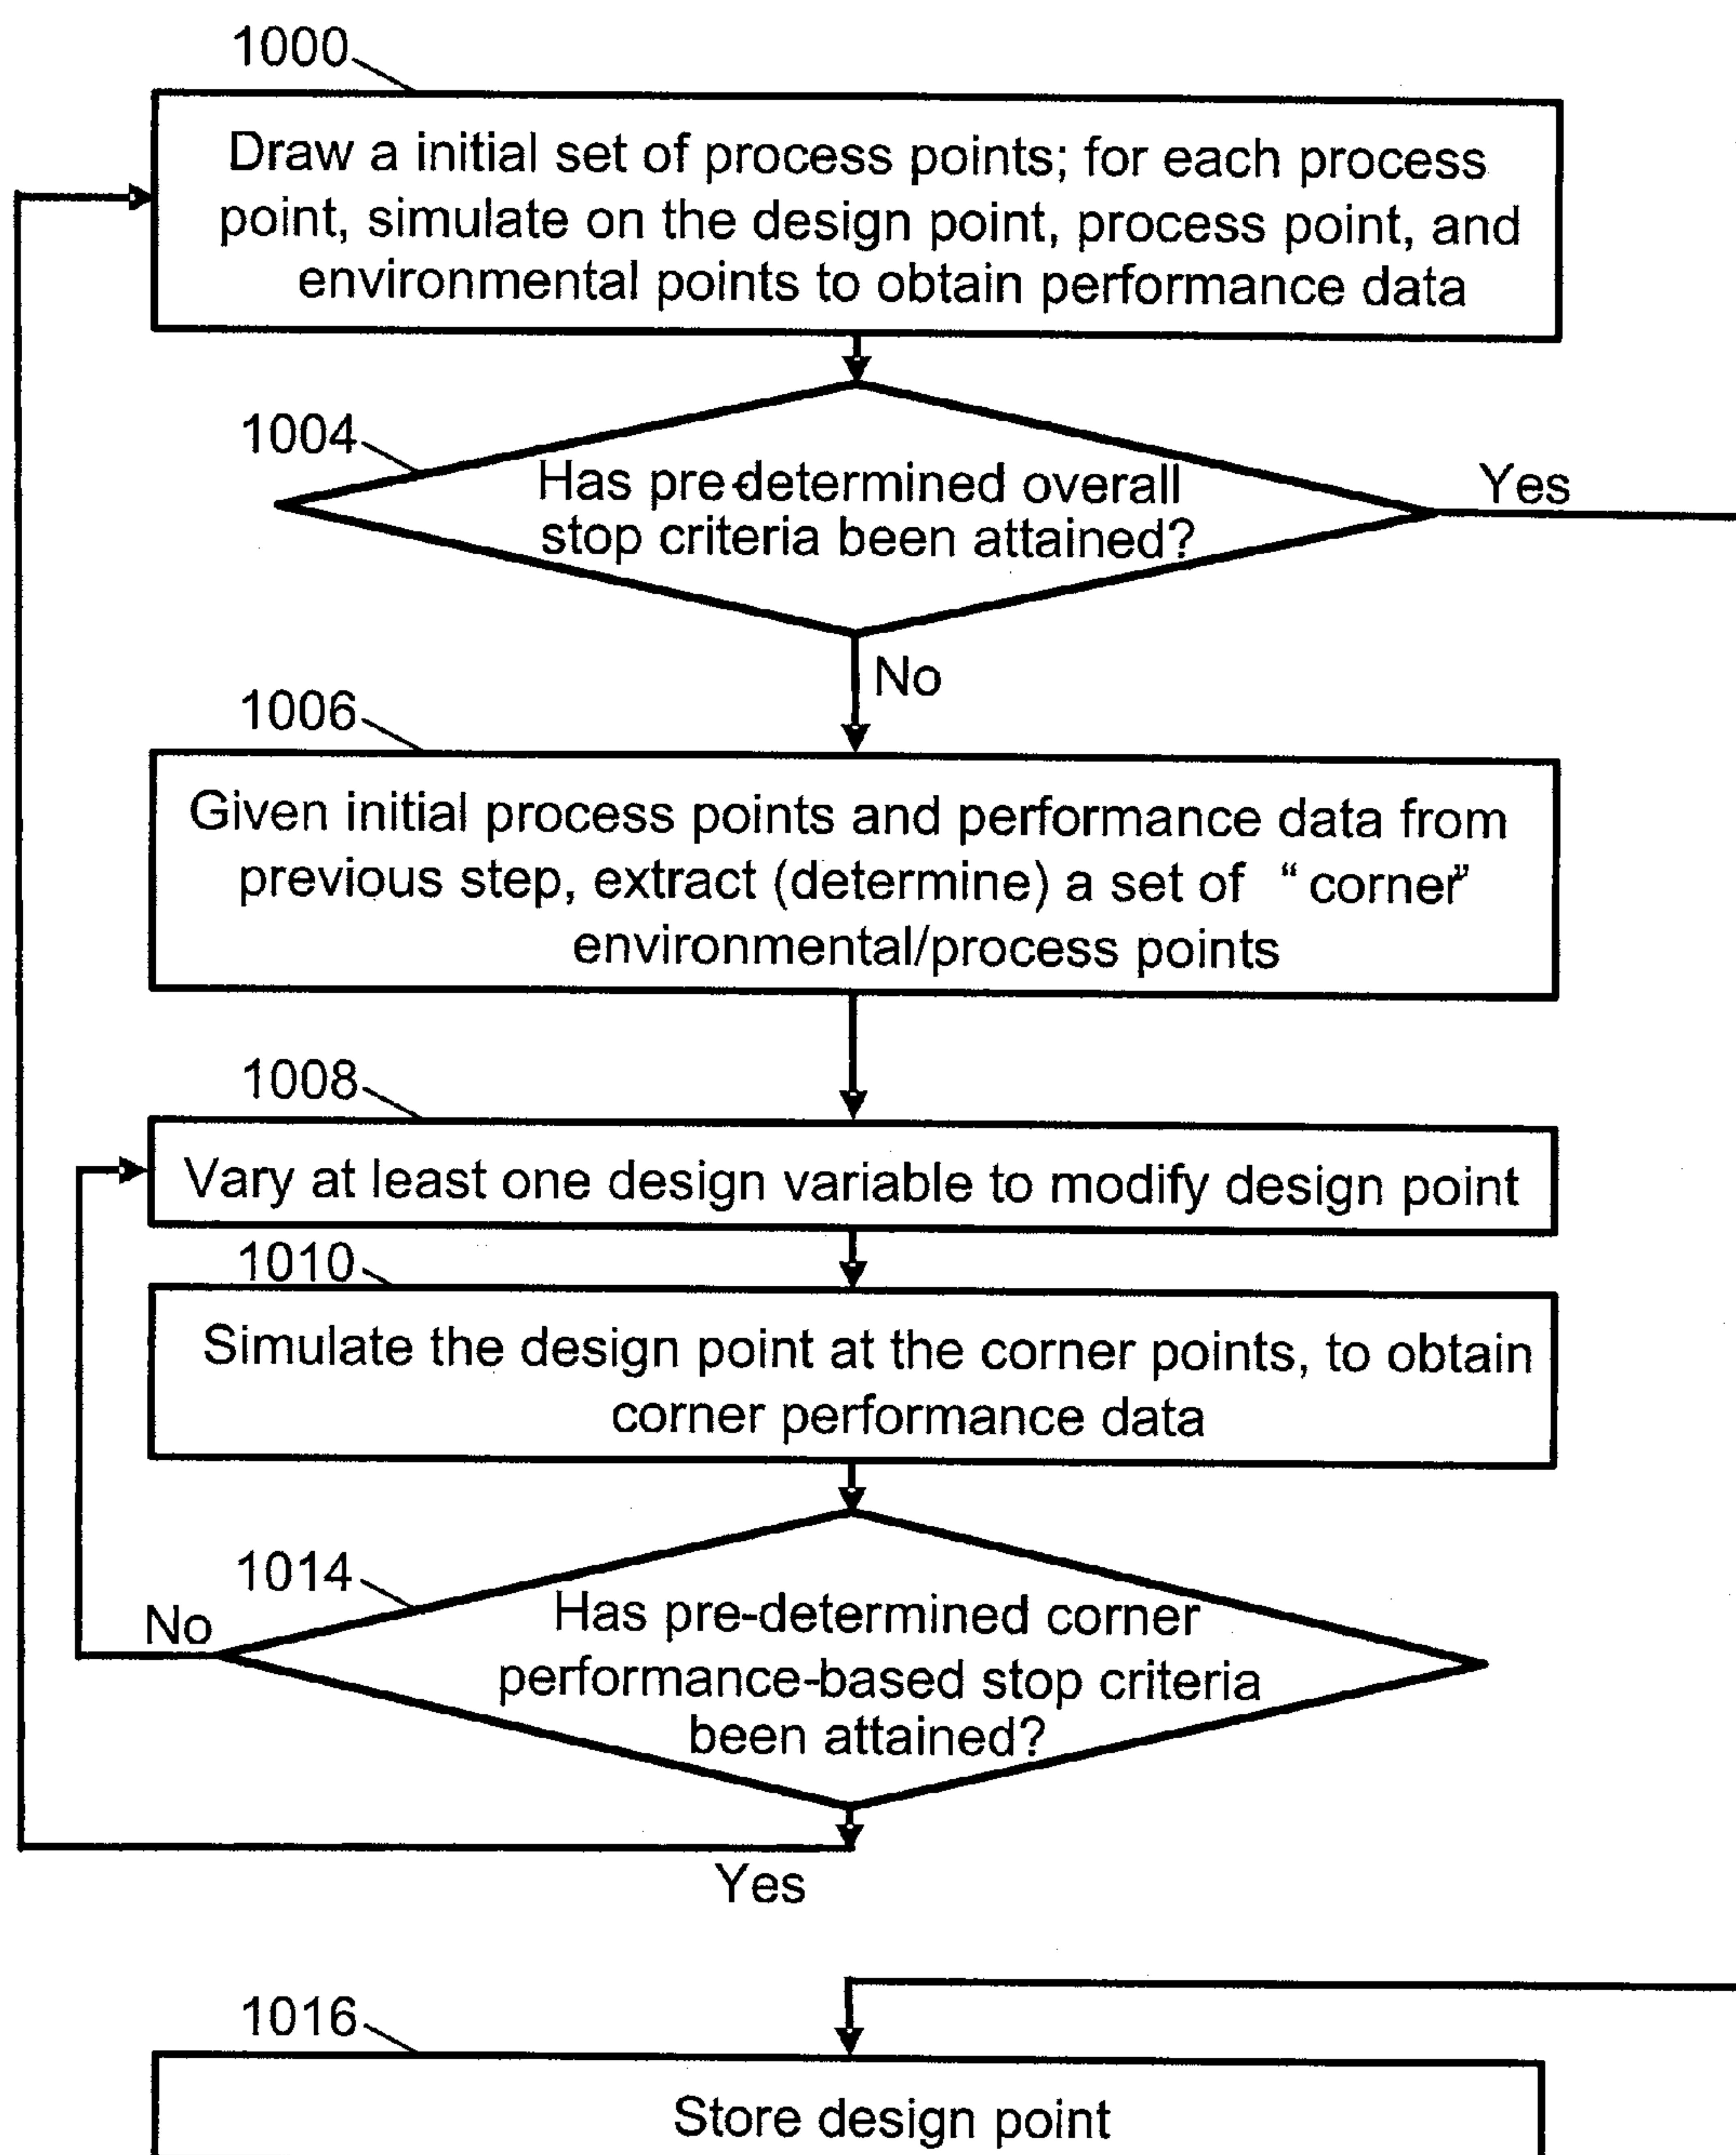 1000
Draw a initial set of process points; for each process
point, simulate on the design point, process point, and
environmental points to obtain performance data
1004
Has pre-determined overall
stop criteria been attained?
Yes
No
1006
Given initial process points and performance data from
previous step, extract (determine) a set of “corner”
environmental/process points
1008
Vary at least one design variable to modify design point
1010
Simulate the design point at the corner points, to obtain
corner performance data
1014
No
Has pre-determined corner
performance-based stop criteria
been attained?
Yes
1016
Store design point